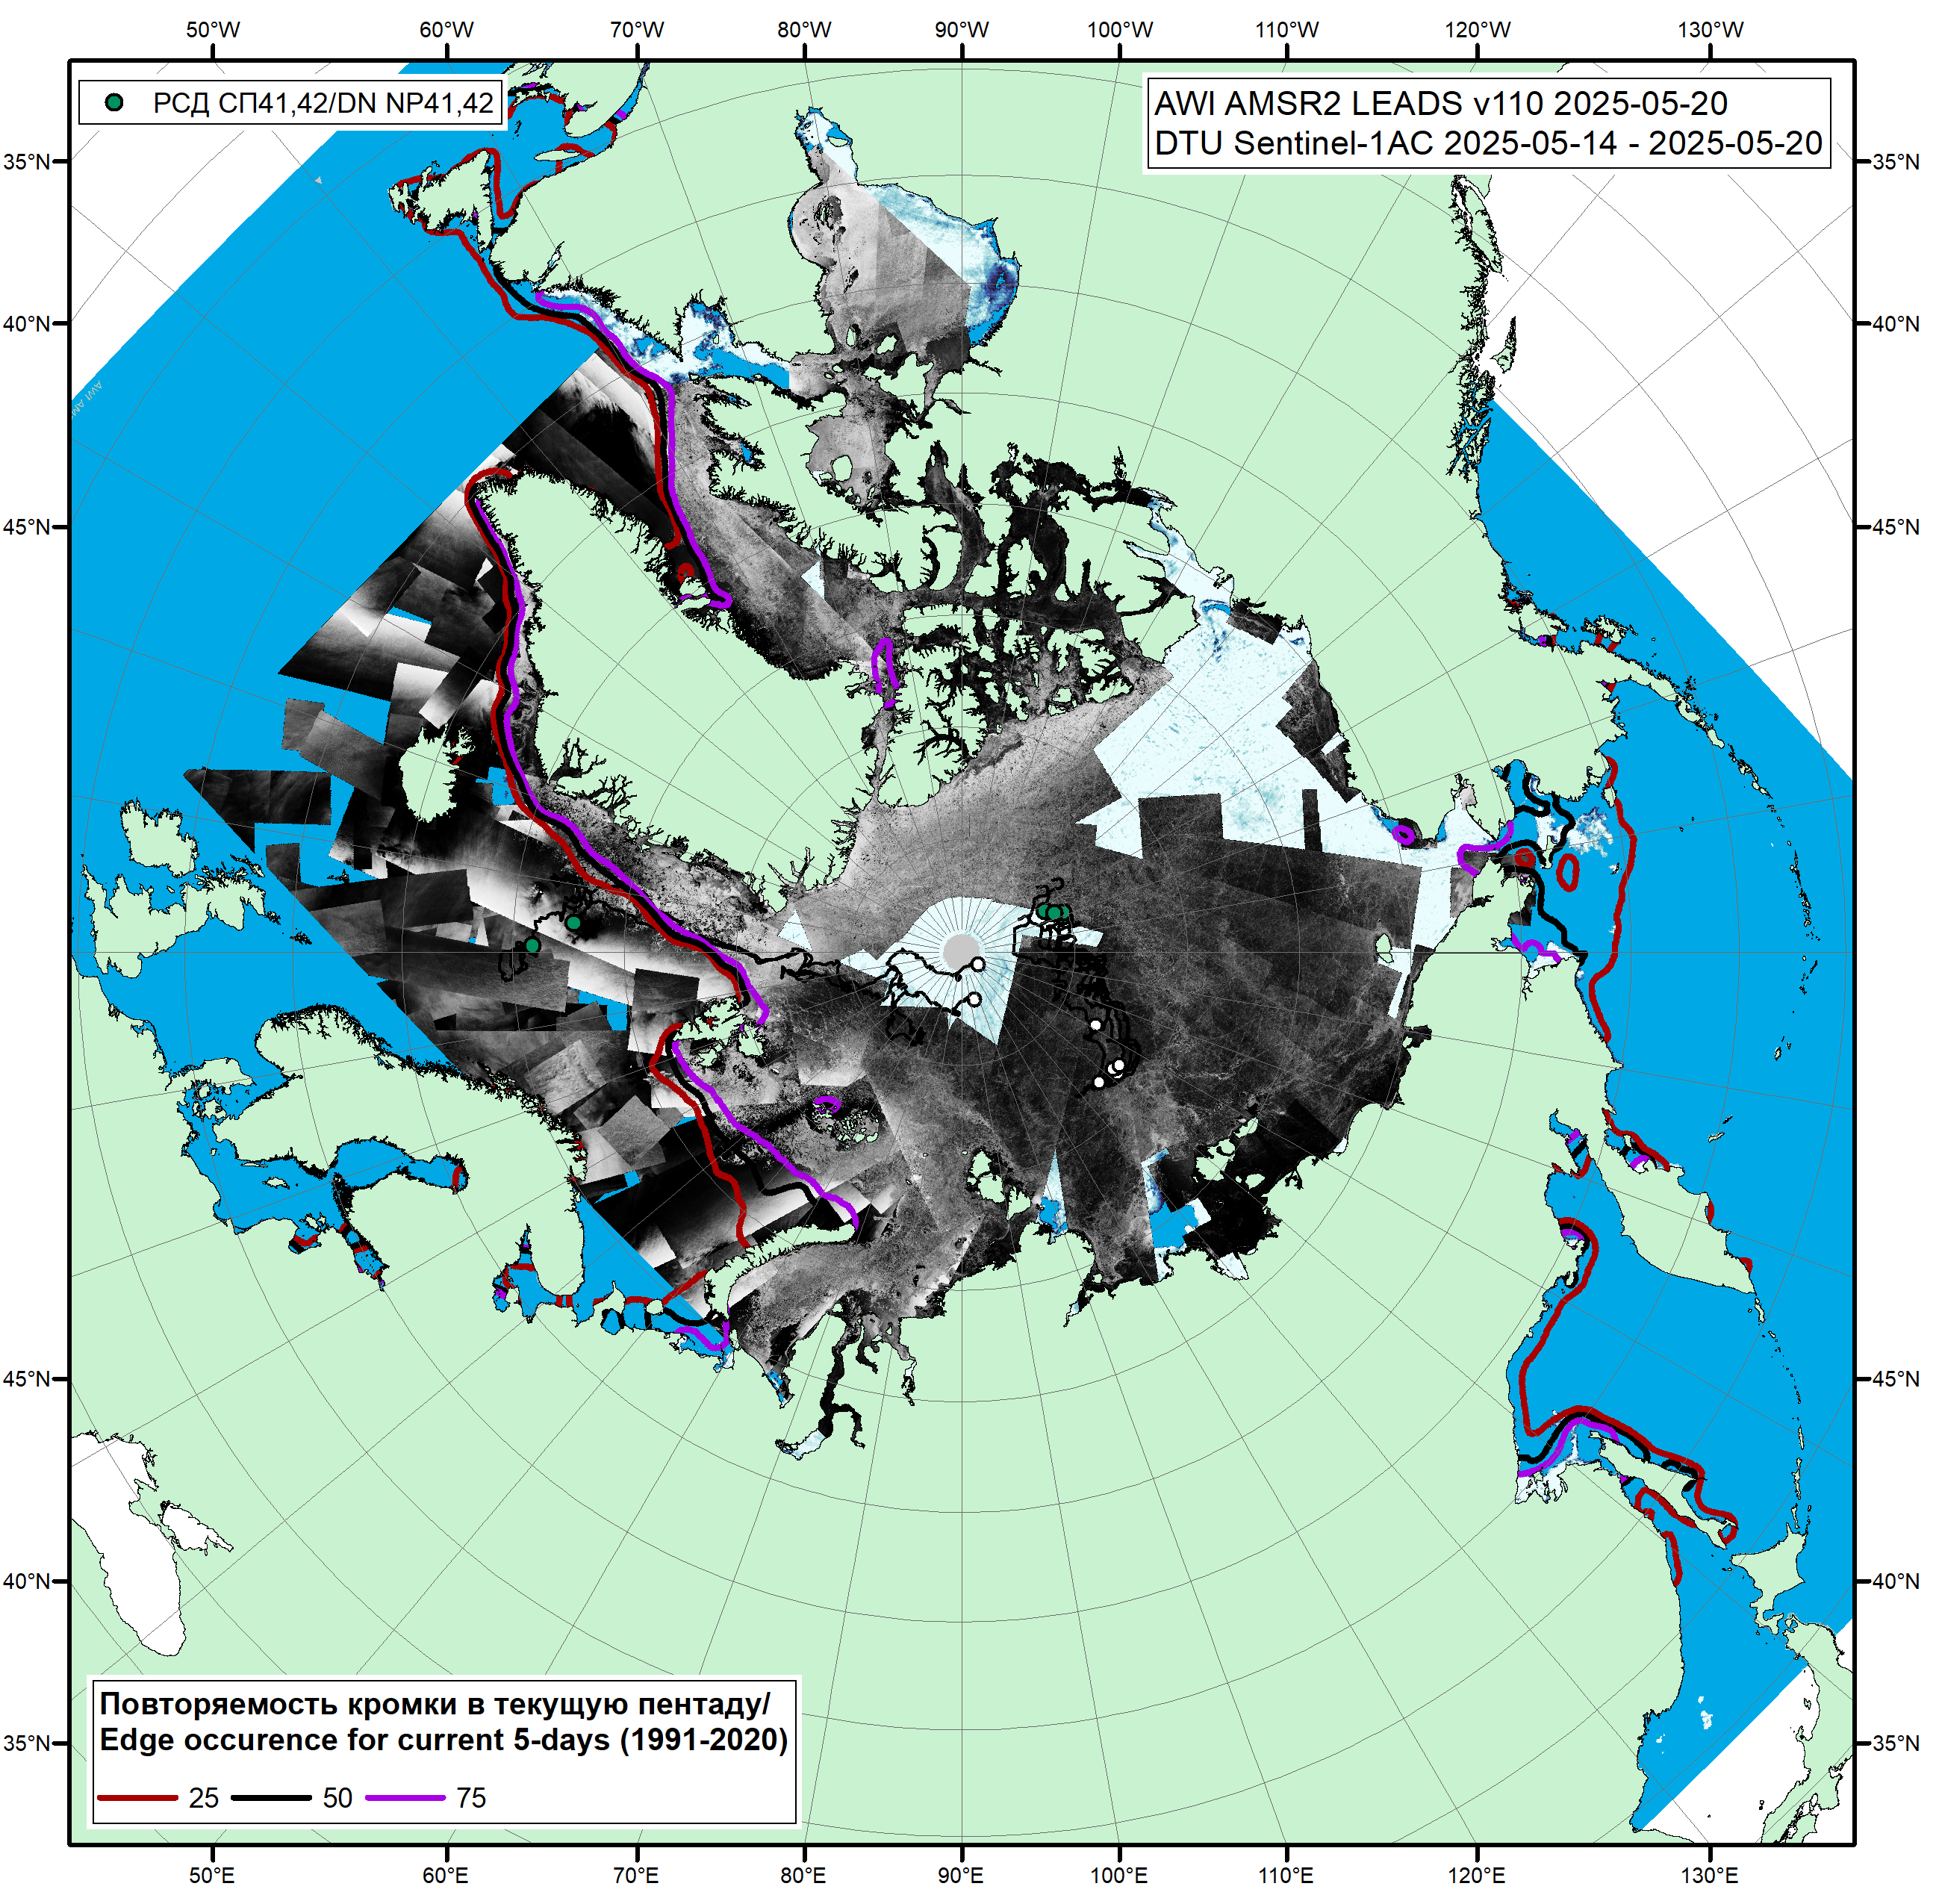 50°W 60°W 70°W 80°W 90°W 100°W 110°W 120°W 130°W
РСД СП41,42/DN NP41,42
AWI AMSR2 LEADS v110 2025-05-20
DTU Sentinel-1AC 2025-05-14 - 2025-05-20
35°N 35°N
40°N 40°N
45°N 45°N
45°N 45°N
40°N 40°N
35°N 35°N
Повторяемость кромки в текущую пентаду/
Edge occurence for current 5-days (1991-2020)
25 50 75
50°E 60°E 70°E 80°E 90°E 100°E 110°E 120°E 130°E